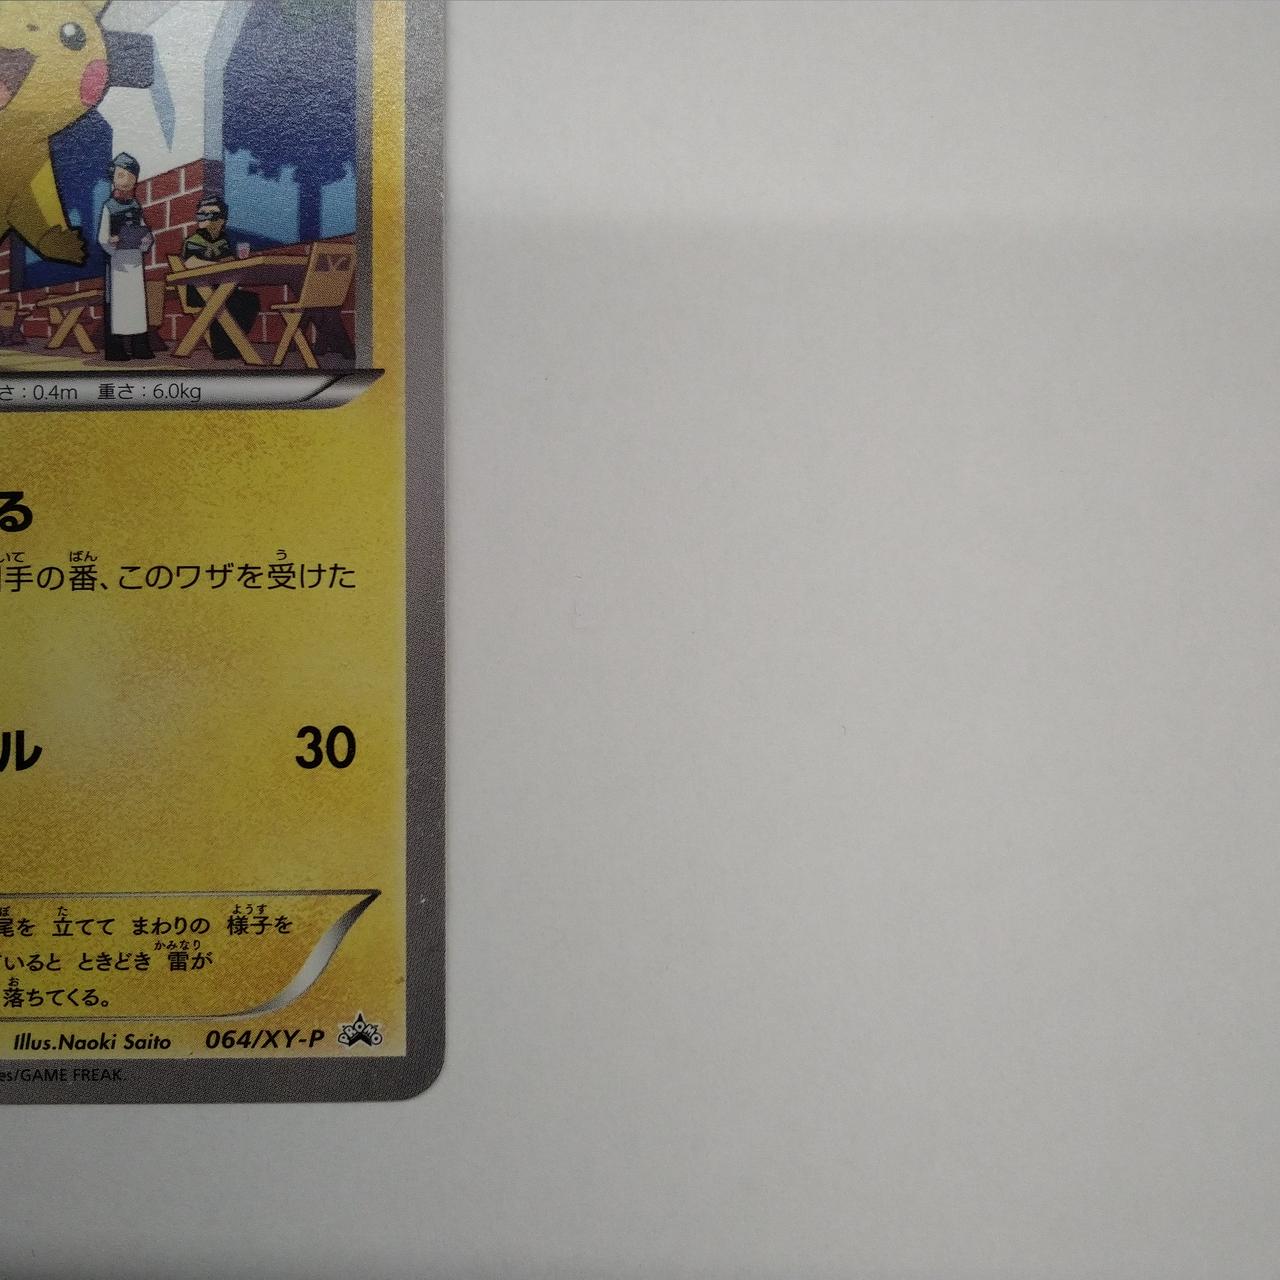 さ：0.4m 重さ：6.0kg
る
手の番、このワザを受けた
ル 30
尾を 立てて まわりの 様子を
いると ときどき 雷が
落ちてくる。
Illus.Naoki Saito 064/XY-P PROMO
es/GAME FREAK.